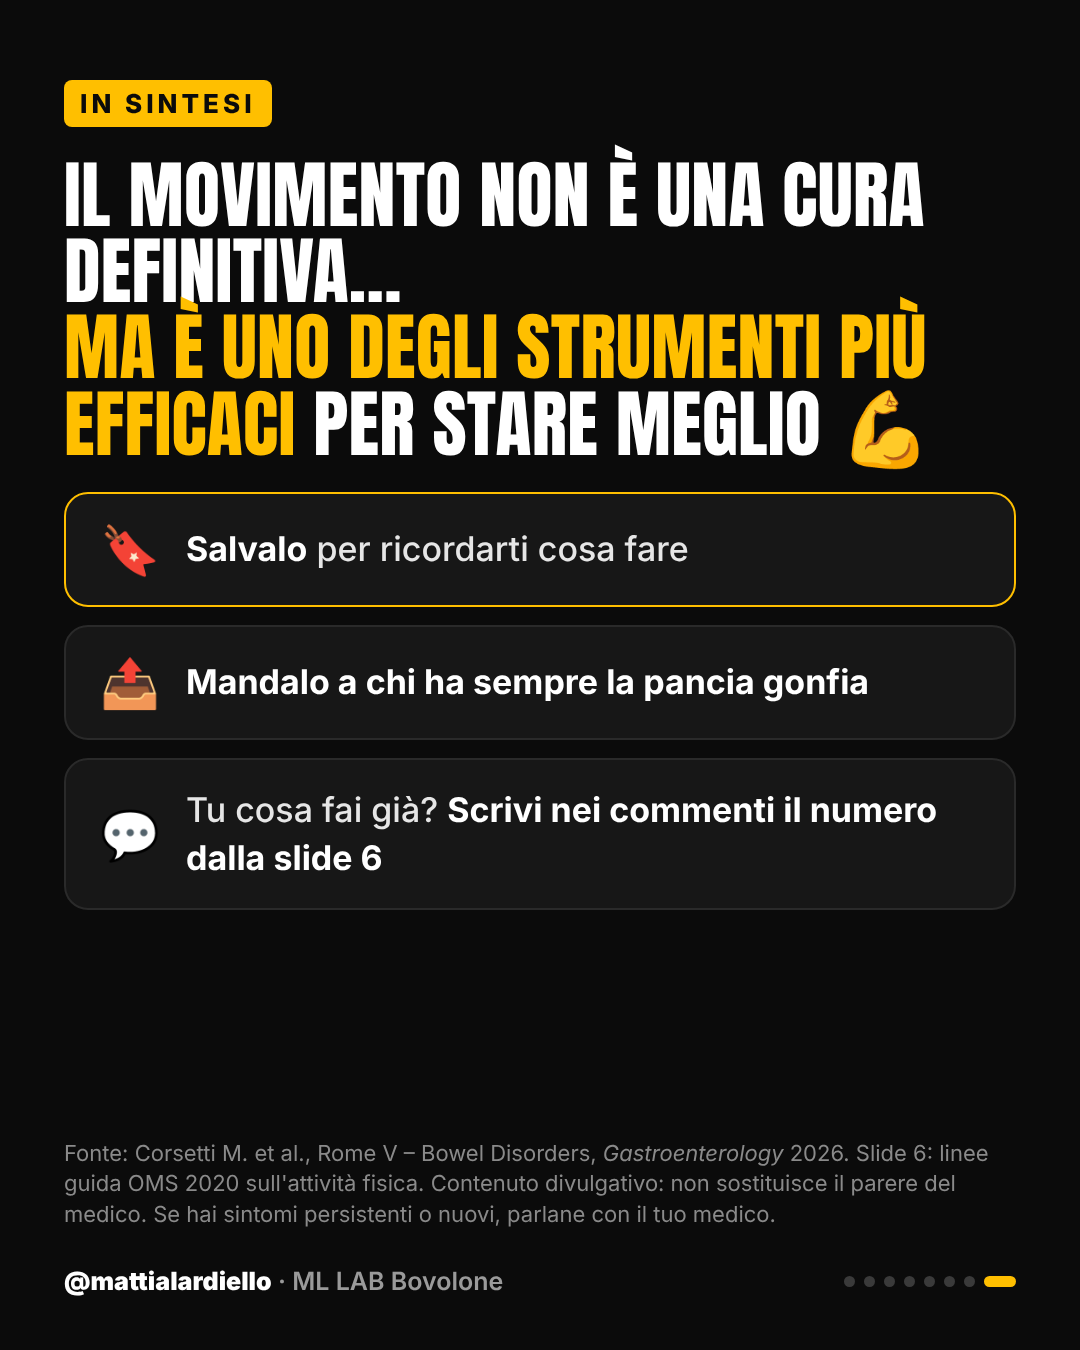 IN SINTESI
IL MOVIMENTO NON È UNA CURA
DEFINITIVA...
MA È UNO DEGLI STRUMENTI PIÙ
EFFICACI PER STARE MEGLIO 💪
Salvalo per ricordarti cosa fare
Mandalo a chi ha sempre la pancia gonfia
Tu cosa fai già? Scrivi nei commenti il numero
dalla slide 6
Fonte: Corsetti M. et al., Rome V – Bowel Disorders, Gastroenterology 2026. Slide 6: linee
guida OMS 2020 sull'attività fisica. Contenuto divulgativo: non sostituisce il parere del
medico. Se hai sintomi persistenti o nuovi, parlane con il tuo medico.
@mattialardiello · ML LAB Bovolone